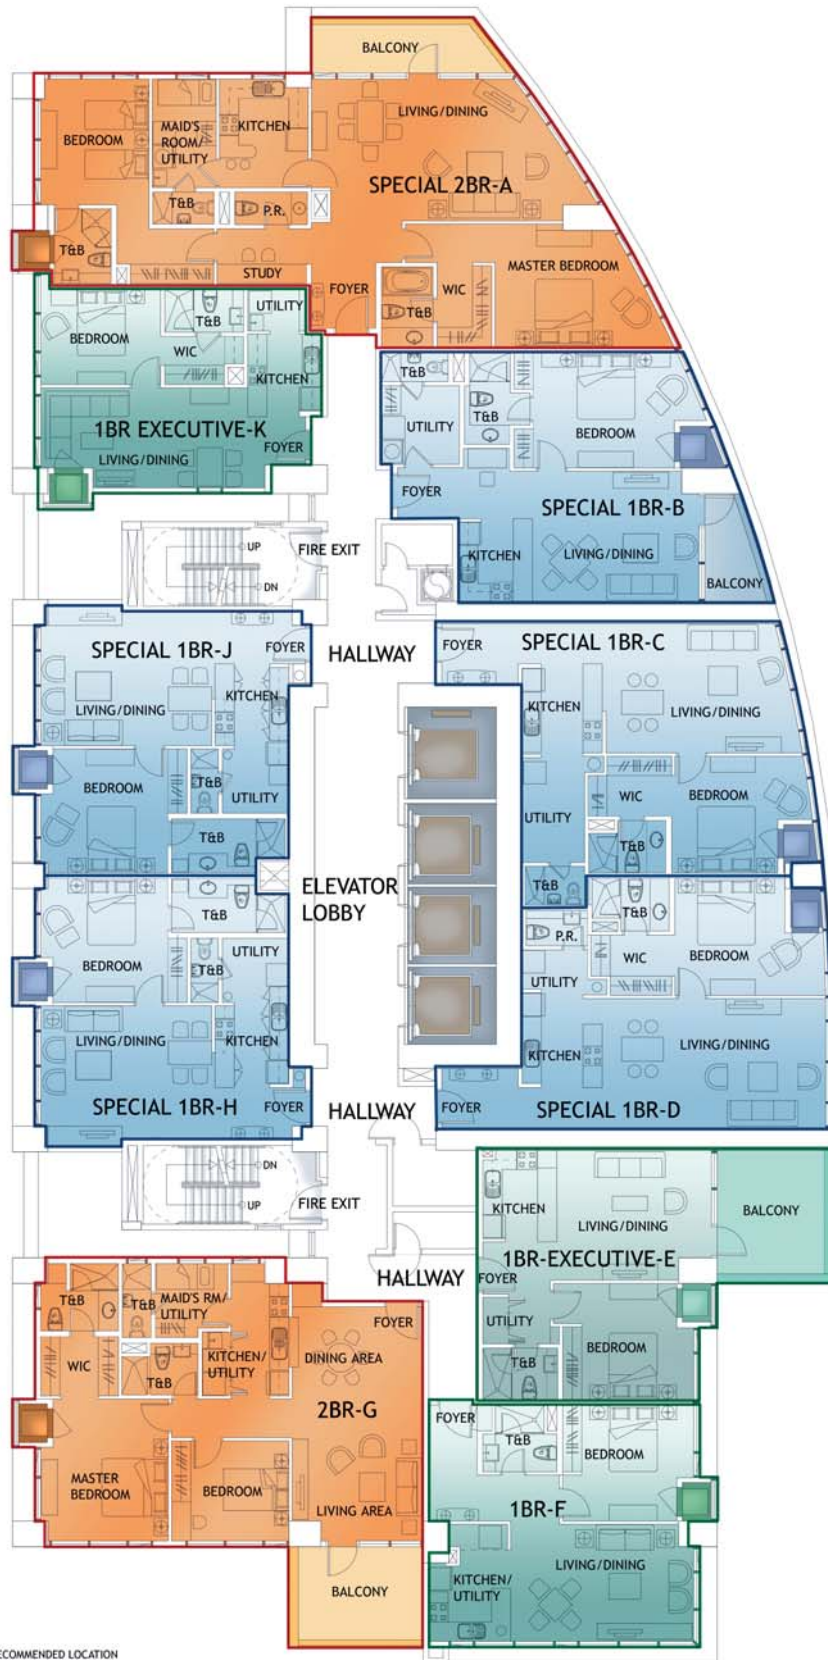 BALCONY
LIVING/DINING
BEDROOM
MAID'S
ROOM/
UTILITY
KITCHEN
SPECIAL 2BR-A
T&B
P.R.
T&B
STUDY
FOYER
MASTER BEDROOM
WIC
T&B
BEDROOM
T&B
UTILITY
WIC
KITCHEN
1BR EXECUTIVE-K
FOYER
LIVING/DINING
T&B
UTILITY
T&B
BEDROOM
FOYER
SPECIAL 1BR-B
KITCHEN
LIVING/DINING
BALCONY
UP
FIRE EXIT
DN
SPECIAL 1BR-J
FOYER
HALLWAY
LIVING/DINING
KITCHEN
BEDROOM
T&B
UTILITY
T&B
FOYER
SPECIAL 1BR-C
KITCHEN
LIVING/DINING
WIC
BEDROOM
UTILITY
T&B
T&B
ELEVATOR
LOBBY
T&B
UTILITY
BEDROOM
T&B
LIVING/DINING
KITCHEN
SPECIAL 1BR-H
FOYER
HALLWAY
T&B
P.R.
WIC
BEDROOM
UTILITY
KITCHEN
LIVING/DINING
FOYER
SPECIAL 1BR-D
DN
UP
FIRE EXIT
HALLWAY
KITCHEN
LIVING/DINING
BALCONY
1BR-EXECUTIVE-E
FOYER
UTILITY
BEDROOM
T&B
T&B
T&B
MAID'S RM/
UTILITY
FOYER
WIC
T&B
KITCHEN/
UTILITY
DINING AREA
2BR-G
MASTER
BEDROOM
BEDROOM
LIVING AREA
BALCONY
FOYER
T&B
BEDROOM
1BR-F
LIVING/DINING
KITCHEN/
UTILITY
ECOMMENDED LOCATION